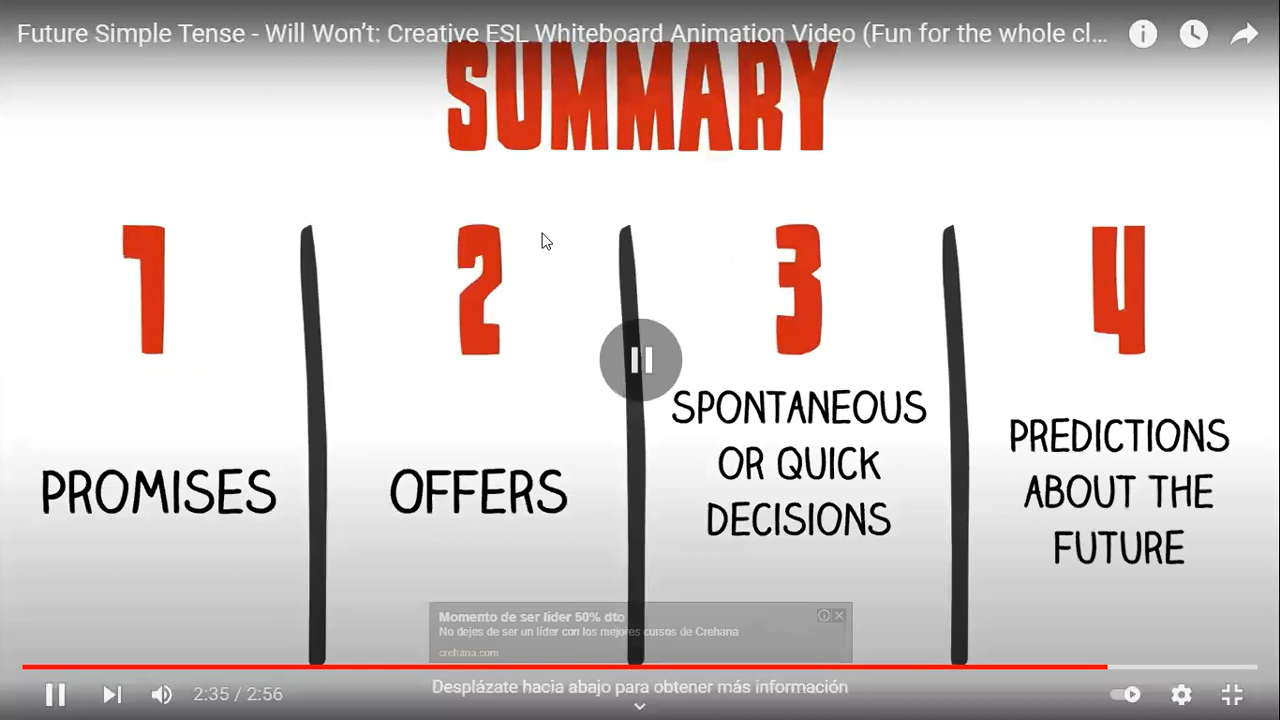 Future Simple Tense - Will Won’t: Creative ESL Whiteboard Animation Video (Fun for the whole cl...
SUMMARY
1
2
3
4
PROMISES
OFFERS
SPONTANEOUS
OR QUICK
DECISIONS
PREDICTIONS
ABOUT THE
FUTURE
Momento de ser líder 50% dto
No dejes de ser un líder con los mejores cursos de Crehana
crehana.com
2:35 / 2:56
Desplázate hacia abajo para obtener más información